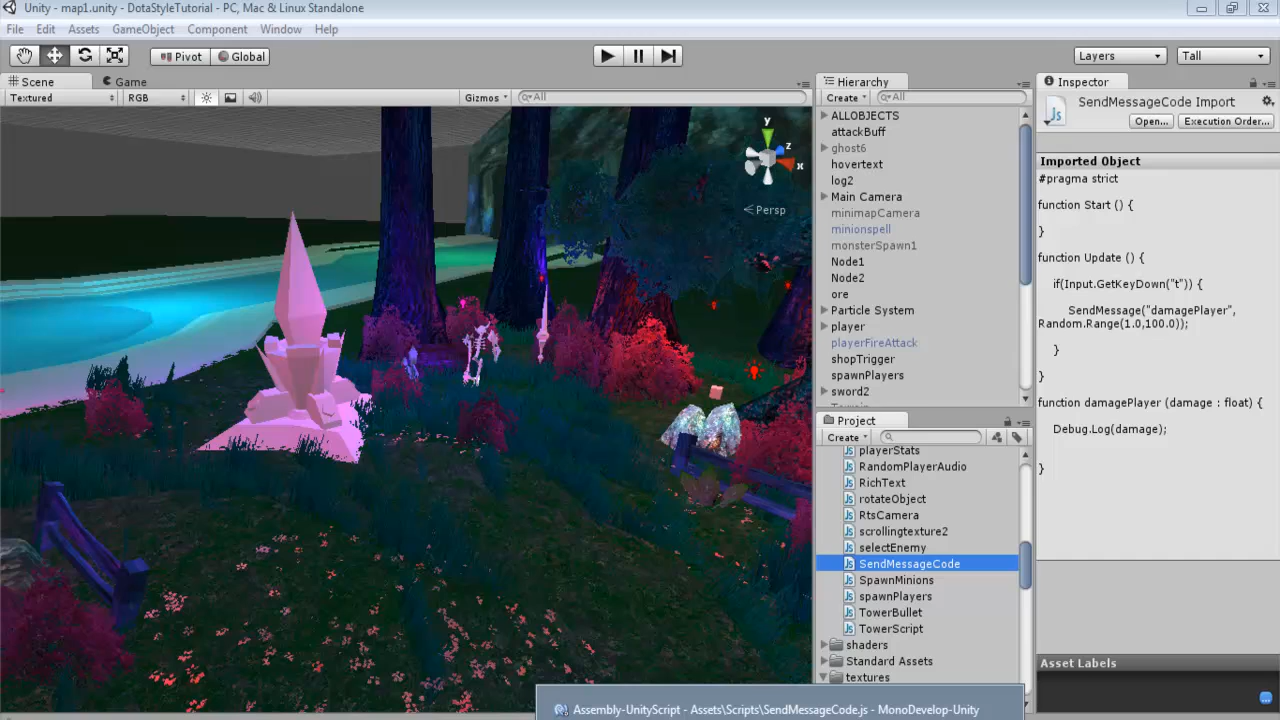 Unity - map1.unity - DotaStyleTutorial - PC, Mac & Linux Standalone
File Edit Assets GameObject Component Window Help
Pivot Global Layers Tall
Scene Game
Textured RGB Gizmos All
y
z
x
Persp
Hierarchy
Create All
ALLOBJECTS
attackBuff
ghost6
hovertext
log2
Main Camera
minimapCamera
minionspell
monsterSpawn1
Node1
Node2
ore
Particle System
player
playerFireAttack
shopTrigger
spawnPlayers
sword2
Project
Create
playerStats
RandomPlayerAudio
RichText
rotateObject
RtsCamera
scrollingtexture2
selectEnemy
SendMessageCode
SpawnMinions
spawnPlayers
TowerBullet
TowerScript
shaders
Standard Assets
textures
Inspector
SendMessageCode Import
Open... Execution Order...
Imported Object
#pragma strict
function Start () {
}
function Update () {
if(Input.GetKeyDown("t")) {
SendMessage("damagePlayer",
Random.Range(1.0,100.0));
}
}
function damagePlayer (damage : float) {
Debug.Log(damage);
}
Asset Labels
Assembly-UnityScript - Assets\Scripts\SendMessageCode.js - MonoDevelop-Unity